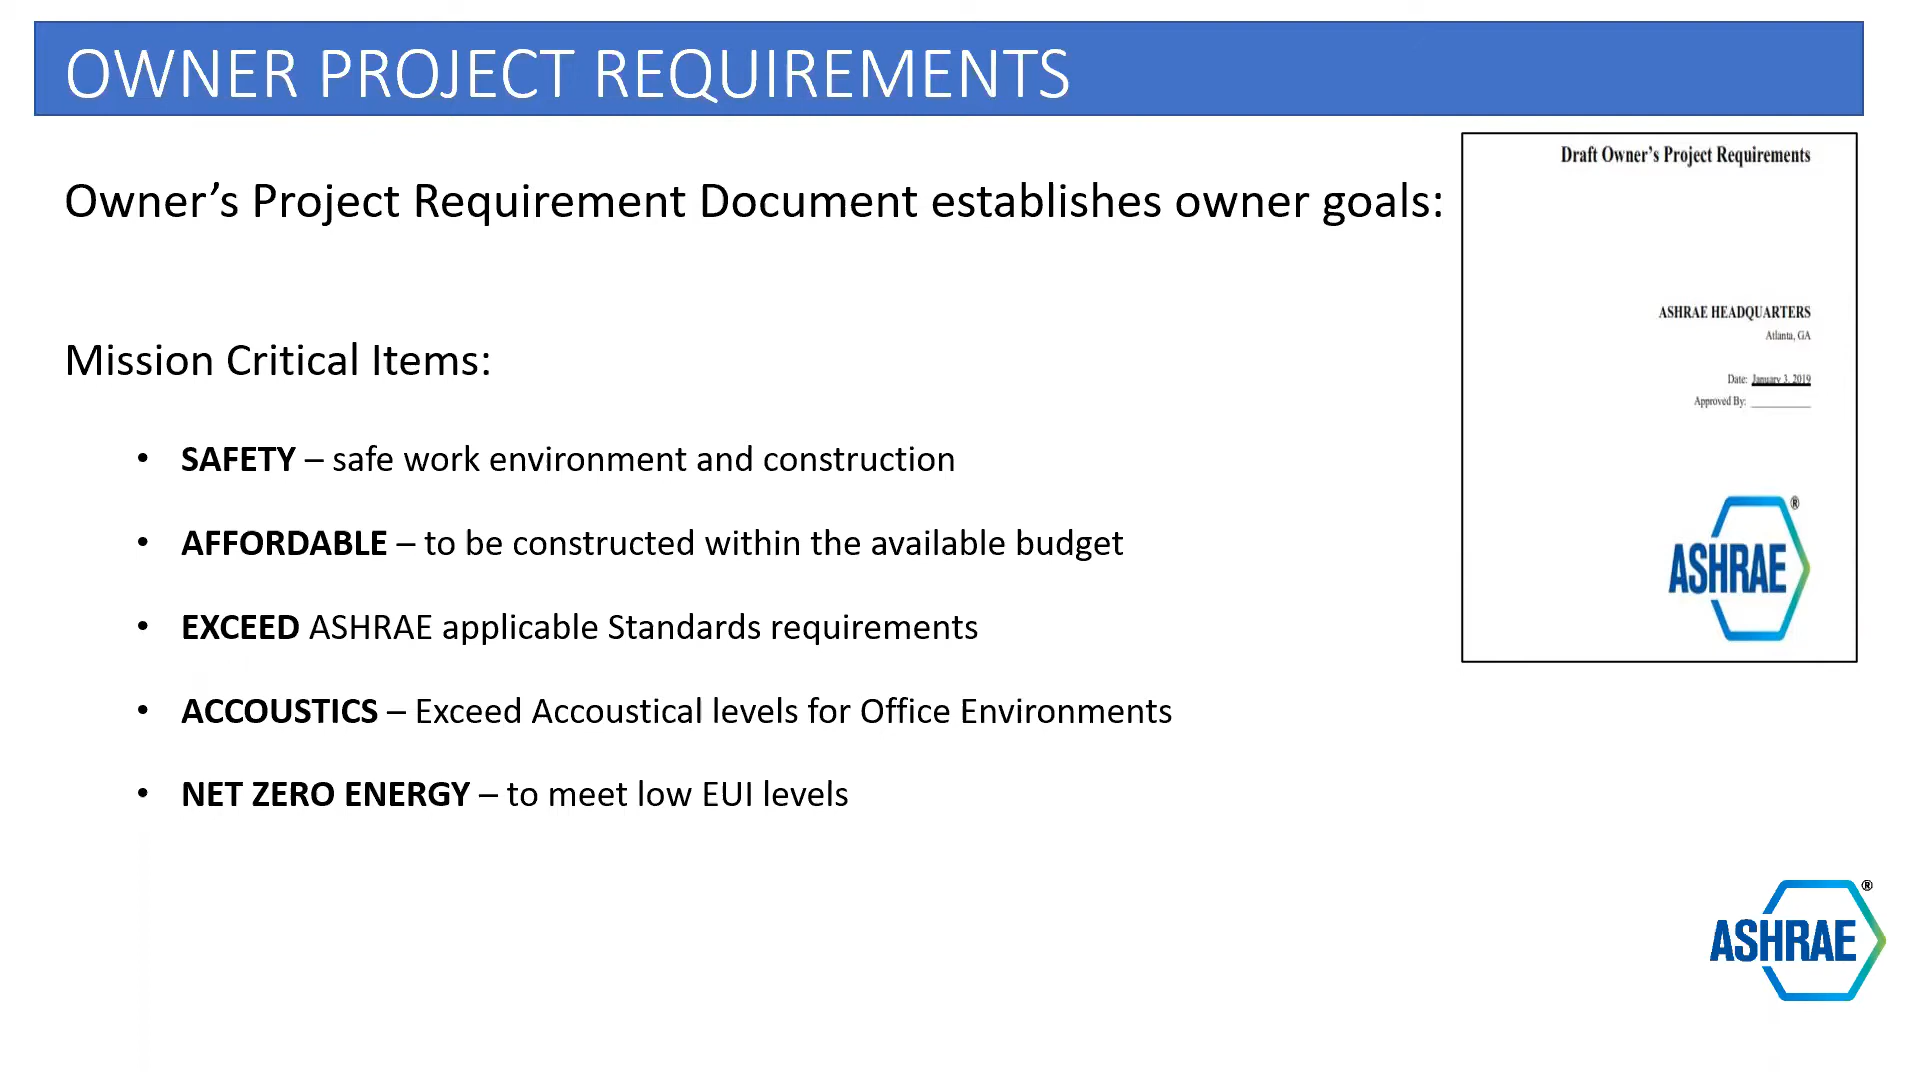 OWNER PROJECT REQUIREMENTS
Owner’s Project Requirement Document establishes owner goals:
Mission Critical Items:
• SAFETY – safe work environment and construction
• AFFORDABLE – to be constructed within the available budget
• EXCEED ASHRAE applicable Standards requirements
• ACCOUSTICS – Exceed Accoustical levels for Office Environments
• NET ZERO ENERGY – to meet low EUI levels
Draft Owner’s Project Requirements
ASHRAE HEADQUARTERS
Atlanta, GA
Date: January 3, 2019
Approved By: ___________
ASHRAE®
ASHRAE®